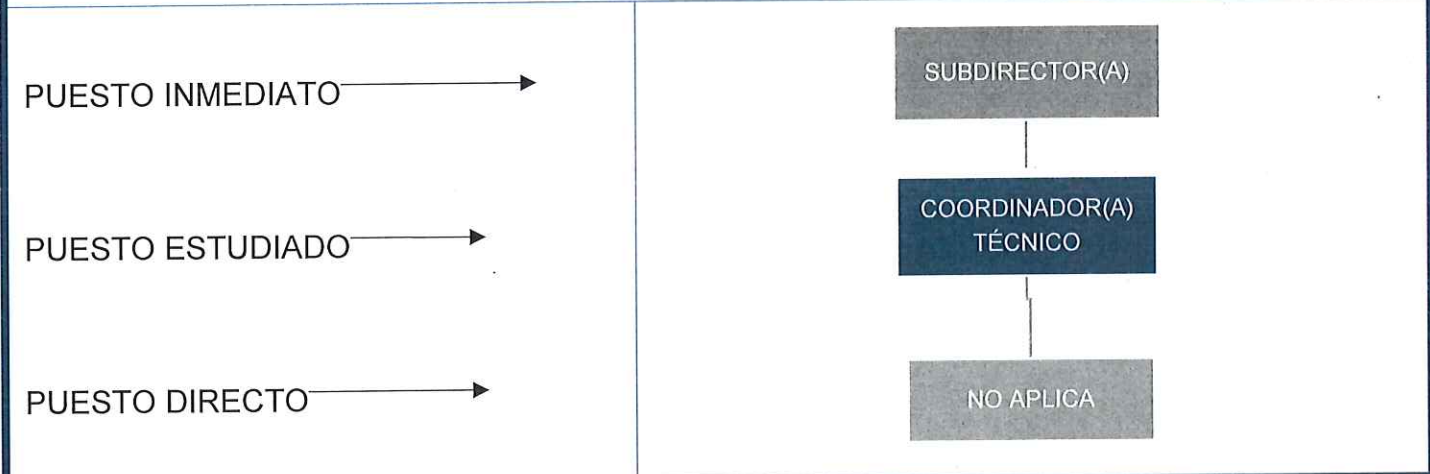 PUESTO INMEDIATO
SUBDIRECTOR(A)
PUESTO ESTUDIADO
COORDINADOR(A)
TÉCNICO
PUESTO DIRECTO
NO APLICA